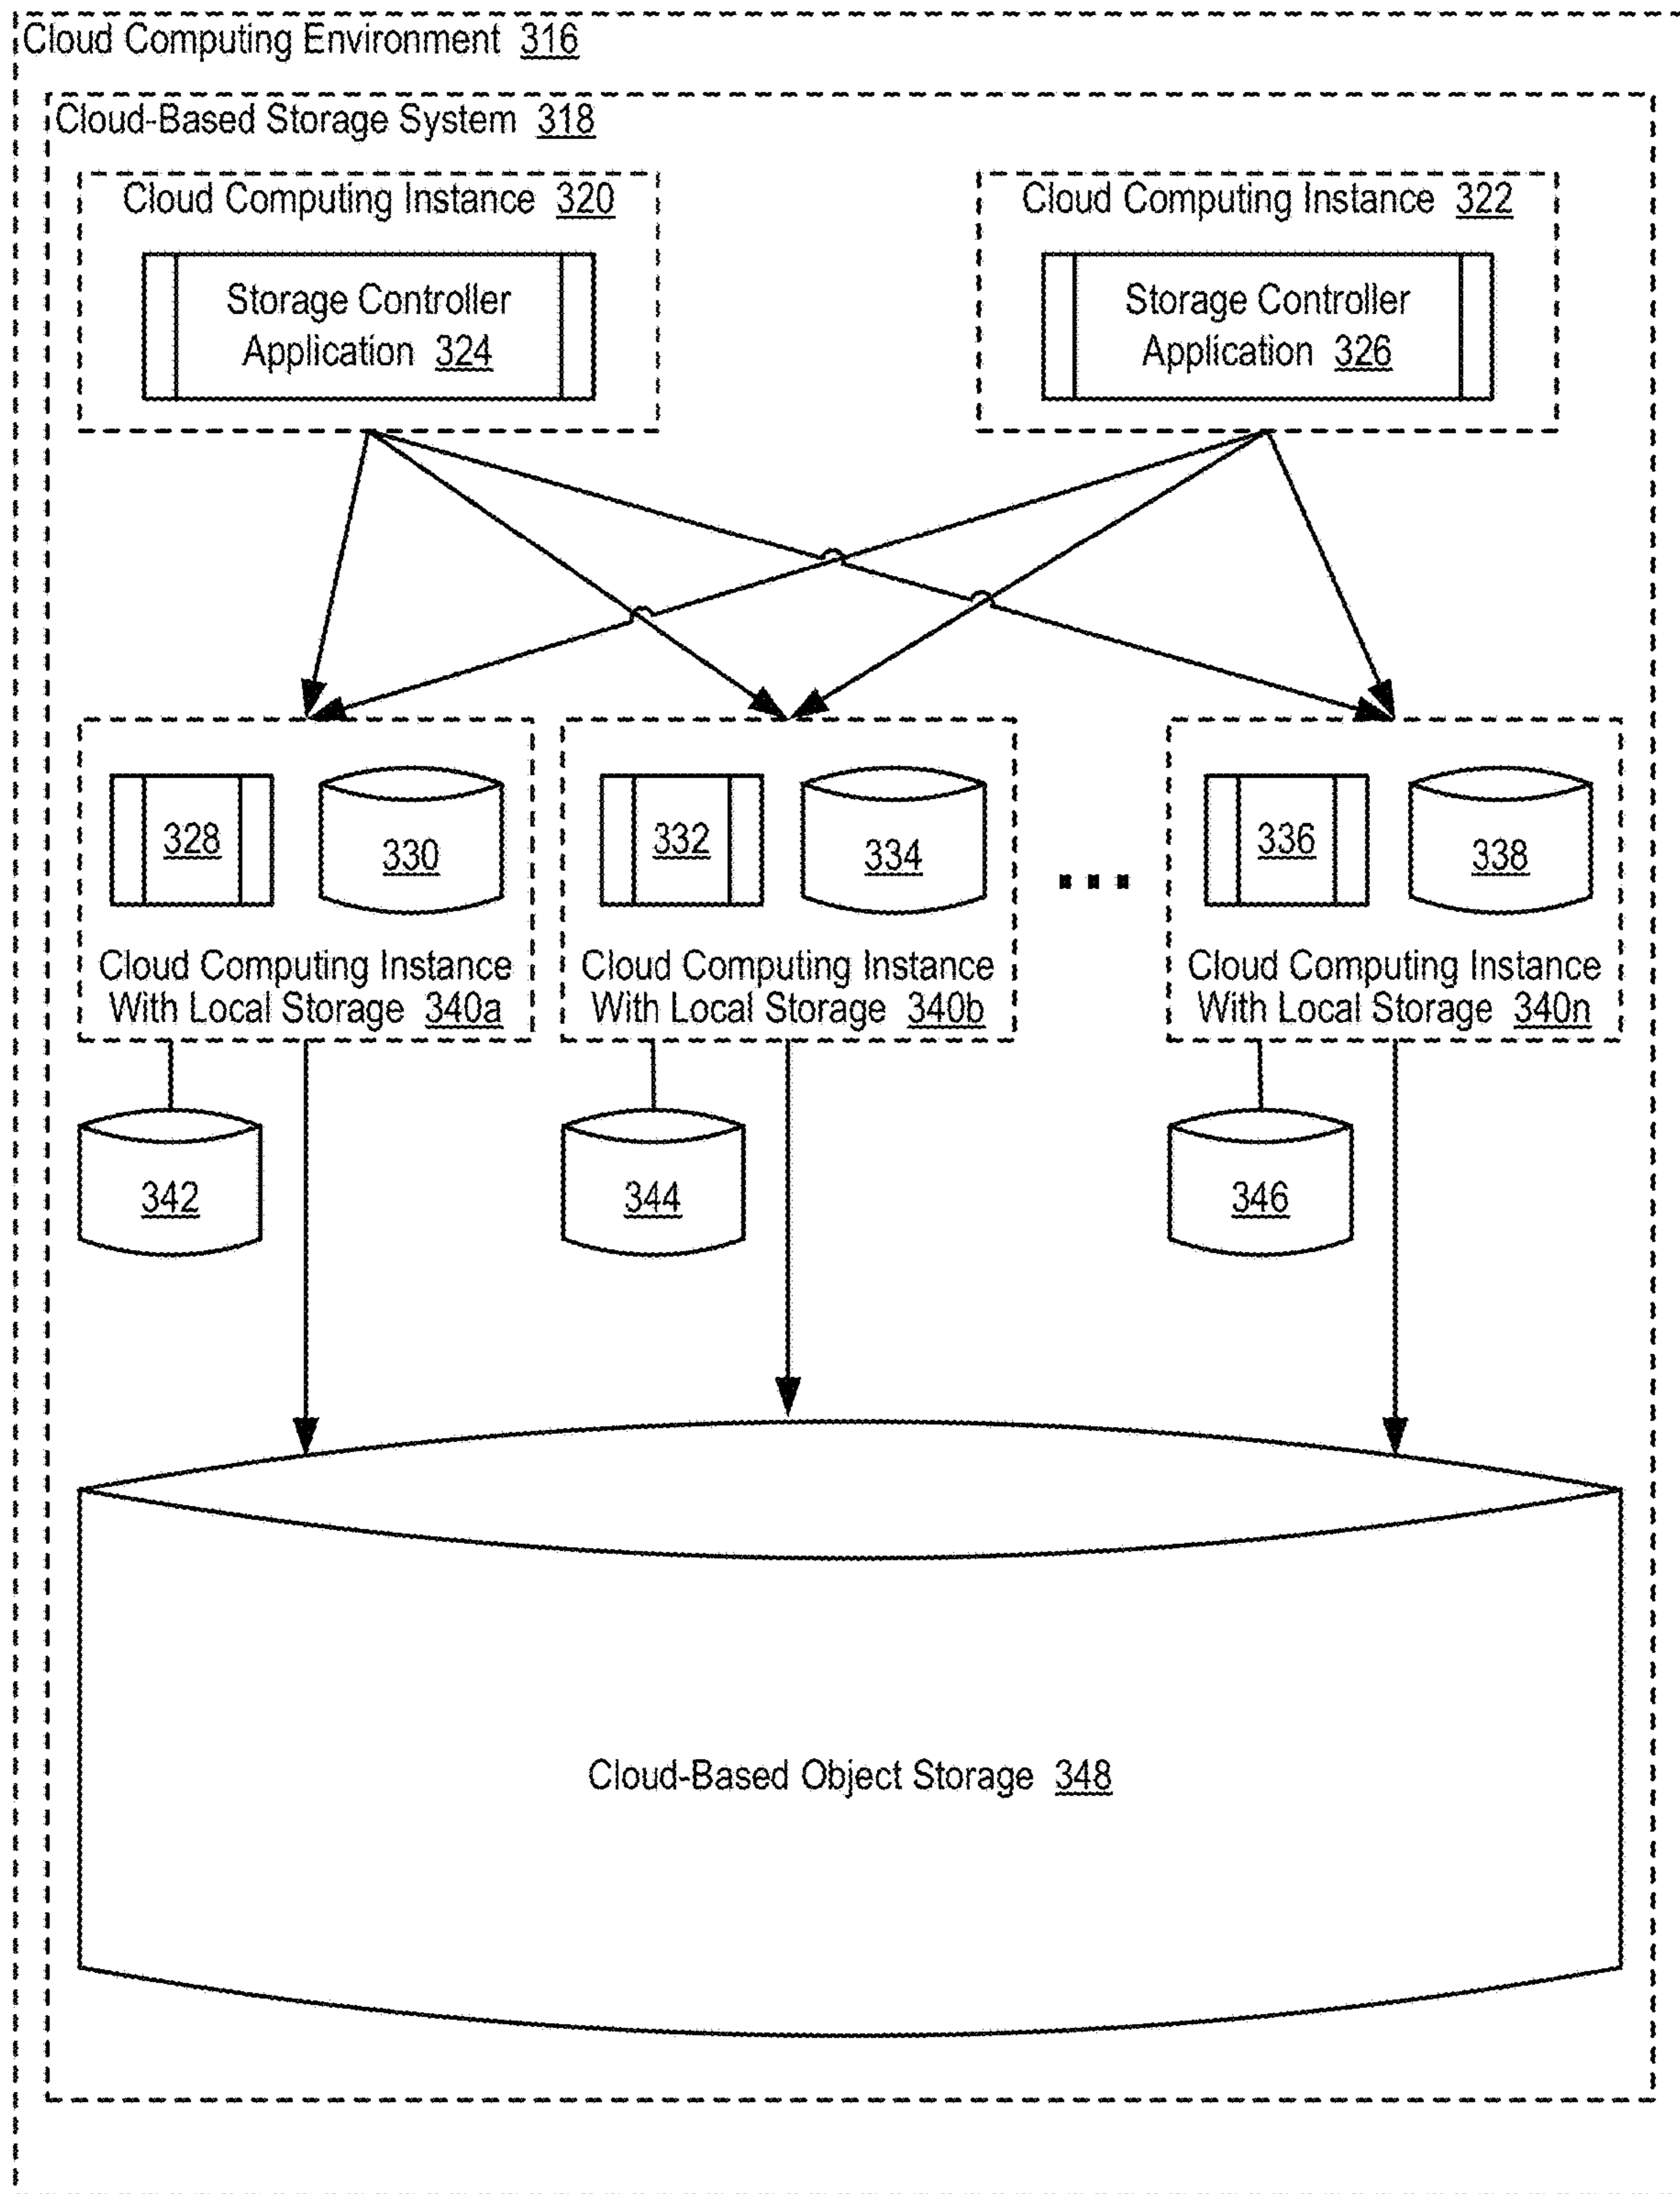 Cloud Computing Environment 316
Cloud-Based Storage System 318
Cloud Computing Instance 320
Storage Controller
Application 324
Cloud Computing Instance 322
Storage Controller
Application 326
328
330
Cloud Computing Instance
With Local Storage 340a
332
334
Cloud Computing Instance
With Local Storage 340b
...
336
338
Cloud Computing Instance
With Local Storage 340n
342
344
346
Cloud-Based Object Storage 348